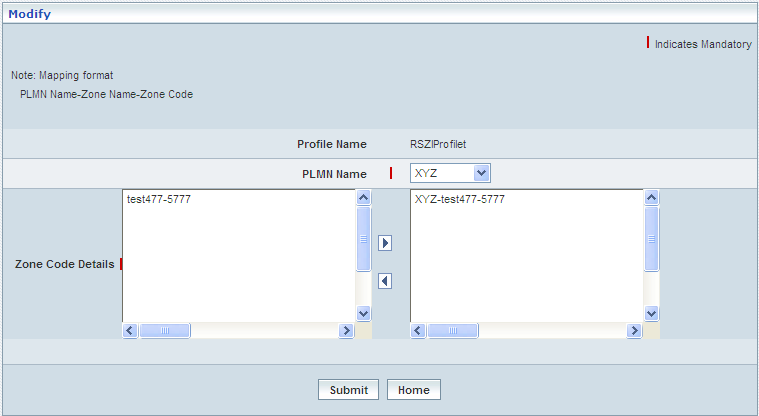 Modify
Indicates Mandatory
Note: Mapping format
PLMN Name-Zone Name-Zone Code
Profile Name RSZIProfilet
PLMN Name XYZ
test477-5777 XYZ-test477-5777
Zone Code Details
Submit Home